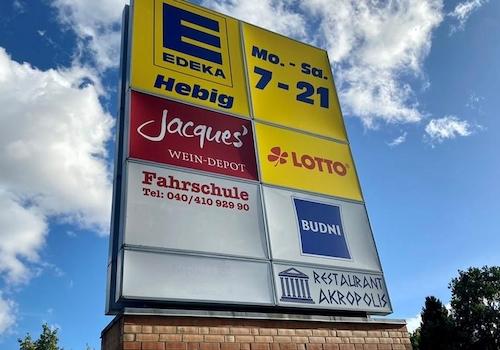 EDEKA
Hebig
Mo. - Sa.
7 - 21
Jacques'
WEIN-DEPOT
LOTTO
Fahrschule
Tel: 040/410 929 90
BUDNI
RESTAURANT
AKROPOLIS